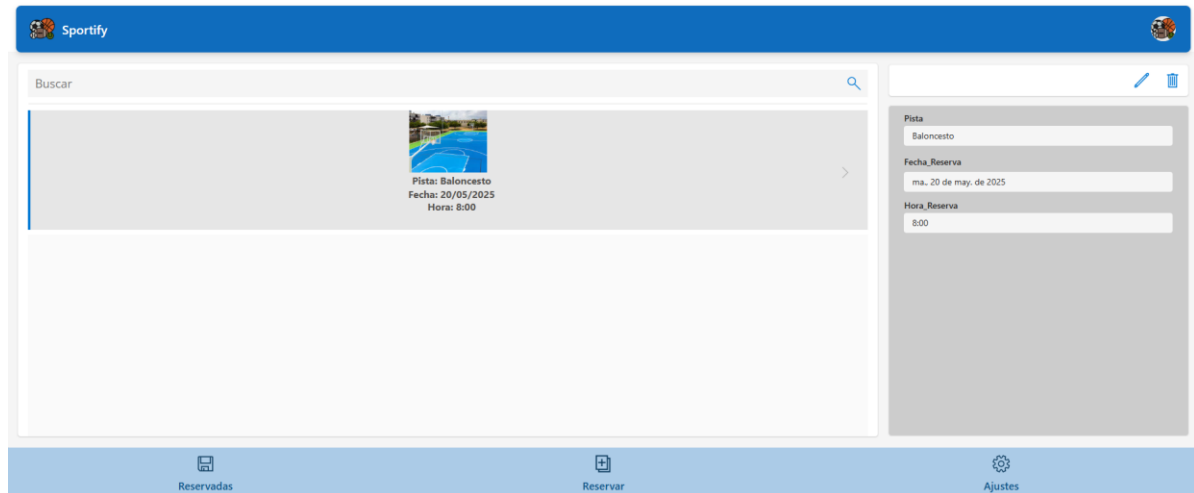 Sportify
Buscar
Pista: Baloncesto
Fecha: 20/05/2025
Hora: 8:00
Pista
Baloncesto
Fecha_Reserva
ma., 20 de may. de 2025
Hora_Reserva
8:00
Reservadas
Reservar
Ajustes